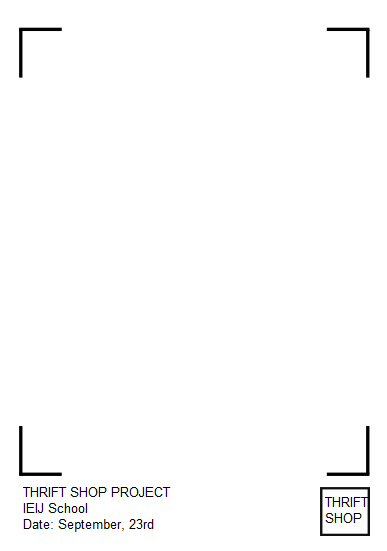 THRIFT SHOP PROJECT
IEIJ School
Date: September, 23rd
THRIFT
SHOP